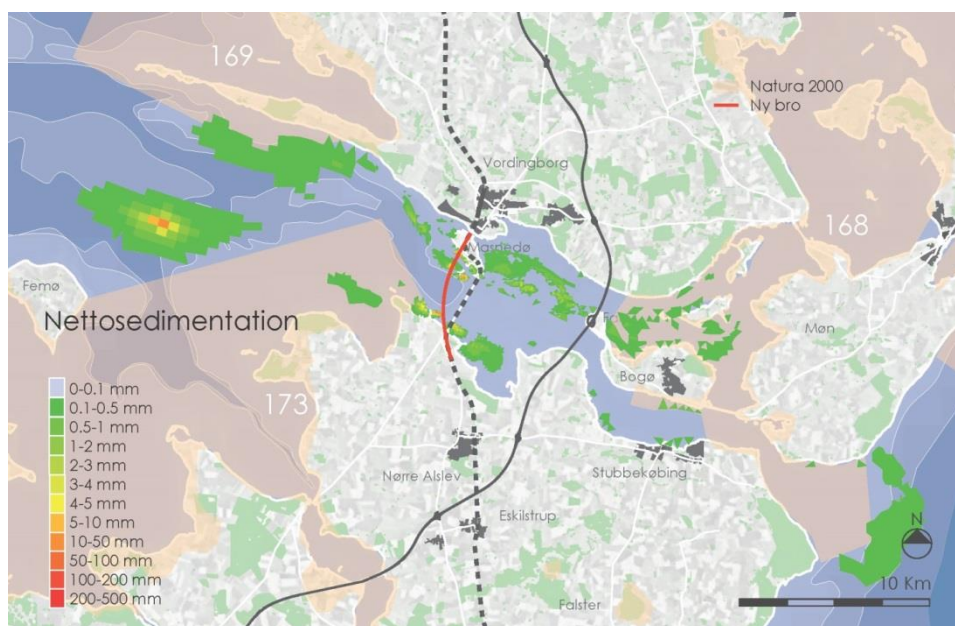 169
Natura 2000
Ny bro
Vordingborg
Masnedø
168
Femø
Nettosedimentation
Møn
0-0.1 mm
0.1-0.5 mm
0.5-1 mm
1-2 mm
2-3 mm
3-4 mm
4-5 mm
5-10 mm
10-50 mm
50-100 mm
100-200 mm
200-500 mm
173
Bogø
Nørre Alslev
Stubbekøbing
Eskilstrup
N
10 Km
Falster